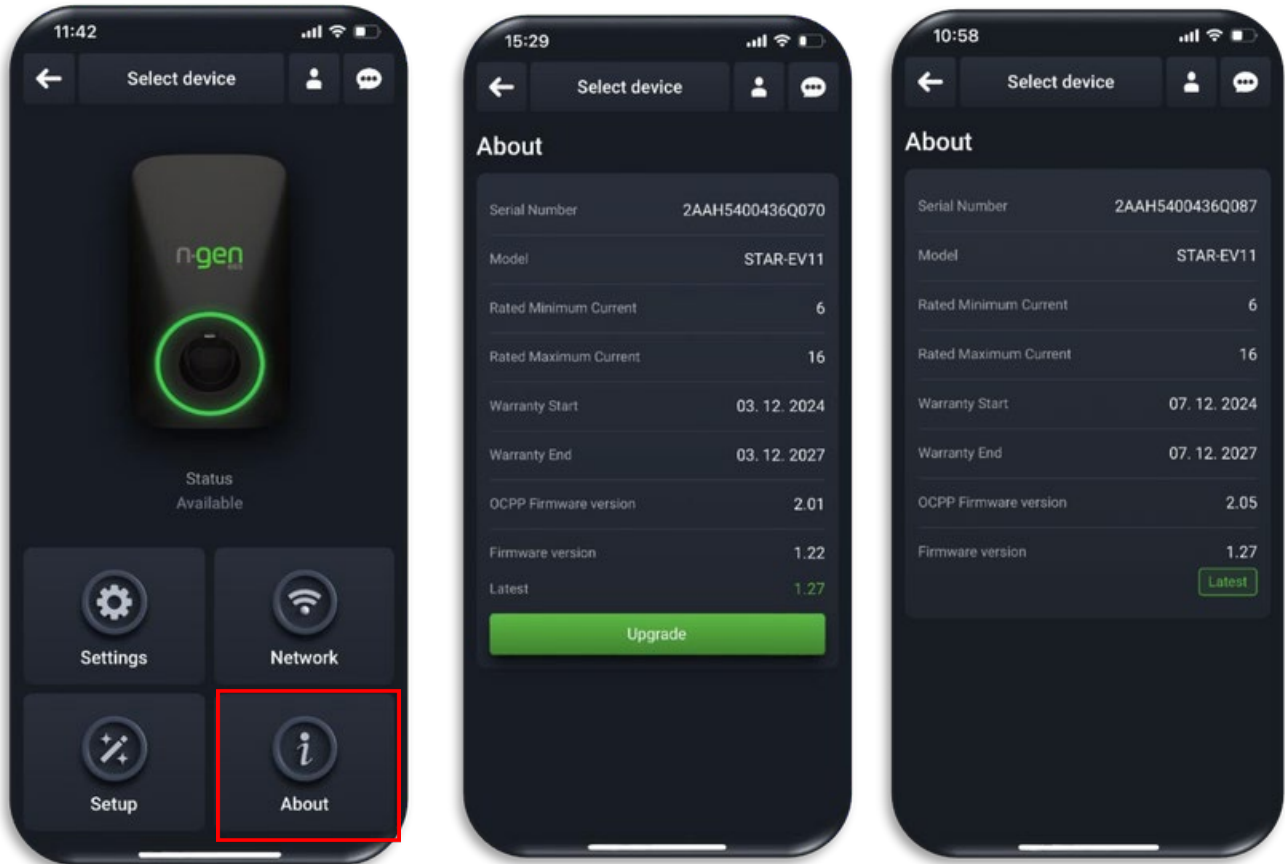 11:42
Select device
n·gen
Status
Available
Settings
Network
Setup
About
15:29
Select device
About
Serial Number 2AAH5400436Q070
Model STAR-EV11
Rated Minimum Current 6
Rated Maximum Current 16
Warranty Start 03. 12. 2024
Warranty End 03. 12. 2027
OCPP Firmware version 2.01
Firmware version 1.22
Latest 1.27
Upgrade
10:58
Select device
About
Serial Number 2AAH5400436Q087
Model STAR-EV11
Rated Minimum Current 6
Rated Maximum Current 16
Warranty Start 07. 12. 2024
Warranty End 07. 12. 2027
OCPP Firmware version 2.05
Firmware version 1.27
Latest